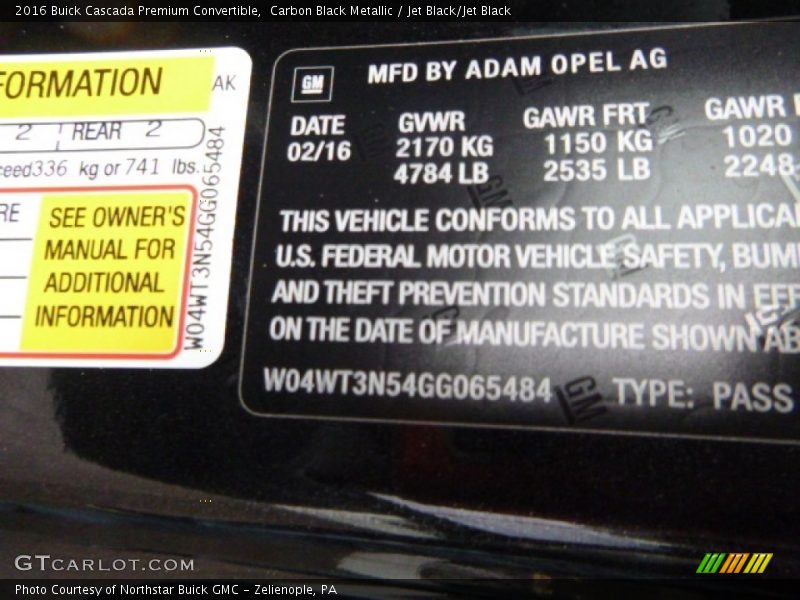 2016 Buick Cascada Premium Convertible, Carbon Black Metallic / Jet Black/Jet Black
FORMATION
AK
2 REAR 2
ceed 336 kg or 741 lbs.
RE
SEE OWNER'S
MANUAL FOR
ADDITIONAL
INFORMATION
W04WT3N54GG065484
GM
MFD BY ADAM OPEL AG
DATE GVWR GAWR FRT GAWR
02/16 2170 KG 1150 KG 1020
4784 LB 2535 LB 2248
THIS VEHICLE CONFORMS TO ALL APPLICA
U.S. FEDERAL MOTOR VEHICLE SAFETY, BUM
AND THEFT PREVENTION STANDARDS IN EFF
ON THE DATE OF MANUFACTURE SHOWN AB
W04WT3N54GG065484 GM TYPE: PASS
GTCARLOT.COM
Photo Courtesy of Northstar Buick GMC - Zelienople, PA